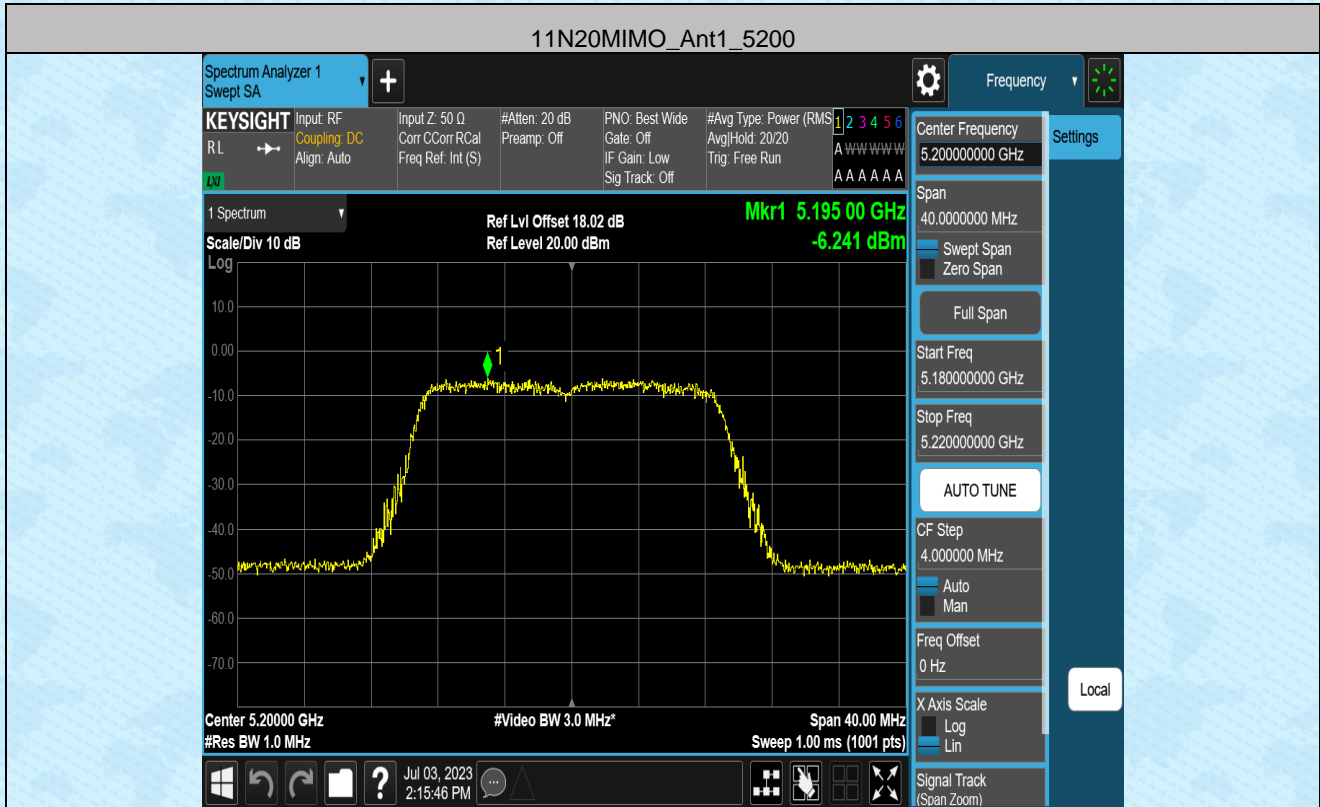 11N20MIMO_Ant1_5200
Spectrum Analyzer 1
Swept SA
Frequency
KEYSIGHT
R L
LXI
Input: RF
Coupling: DC
Align: Auto
Input Z: 50 Ω
Corr CCorr RCal
Freq Ref: Int (S)
#Atten: 20 dB
Preamp: Off
PNO: Best Wide
Gate: Off
IF Gain: Low
Sig Track: Off
#Avg Type: Power (RMS
Avg|Hold: 20/20
Trig: Free Run
1 2 3 4 5 6
A W W W W W
A A A A A A
1 Spectrum
Scale/Div 10 dB
Ref Lvl Offset 18.02 dB
Ref Level 20.00 dBm
Mkr1 5.195 00 GHz
-6.241 dBm
Log
10.0
0.00
-10.0
-20.0
-30.0
-40.0
-50.0
-60.0
-70.0
1
Center 5.20000 GHz
#Res BW 1.0 MHz
#Video BW 3.0 MHz*
Span 40.00 MHz
Sweep 1.00 ms (1001 pts)
Center Frequency
5.200000000 GHz
Settings
Span
40.0000000 MHz
Swept Span
Zero Span
Full Span
Start Freq
5.180000000 GHz
Stop Freq
5.220000000 GHz
AUTO TUNE
CF Step
4.000000 MHz
Auto
Man
Freq Offset
0 Hz
X Axis Scale
Log
Lin
Local
Signal Track
(Span Zoom)
?
Jul 03, 2023
2:15:46 PM